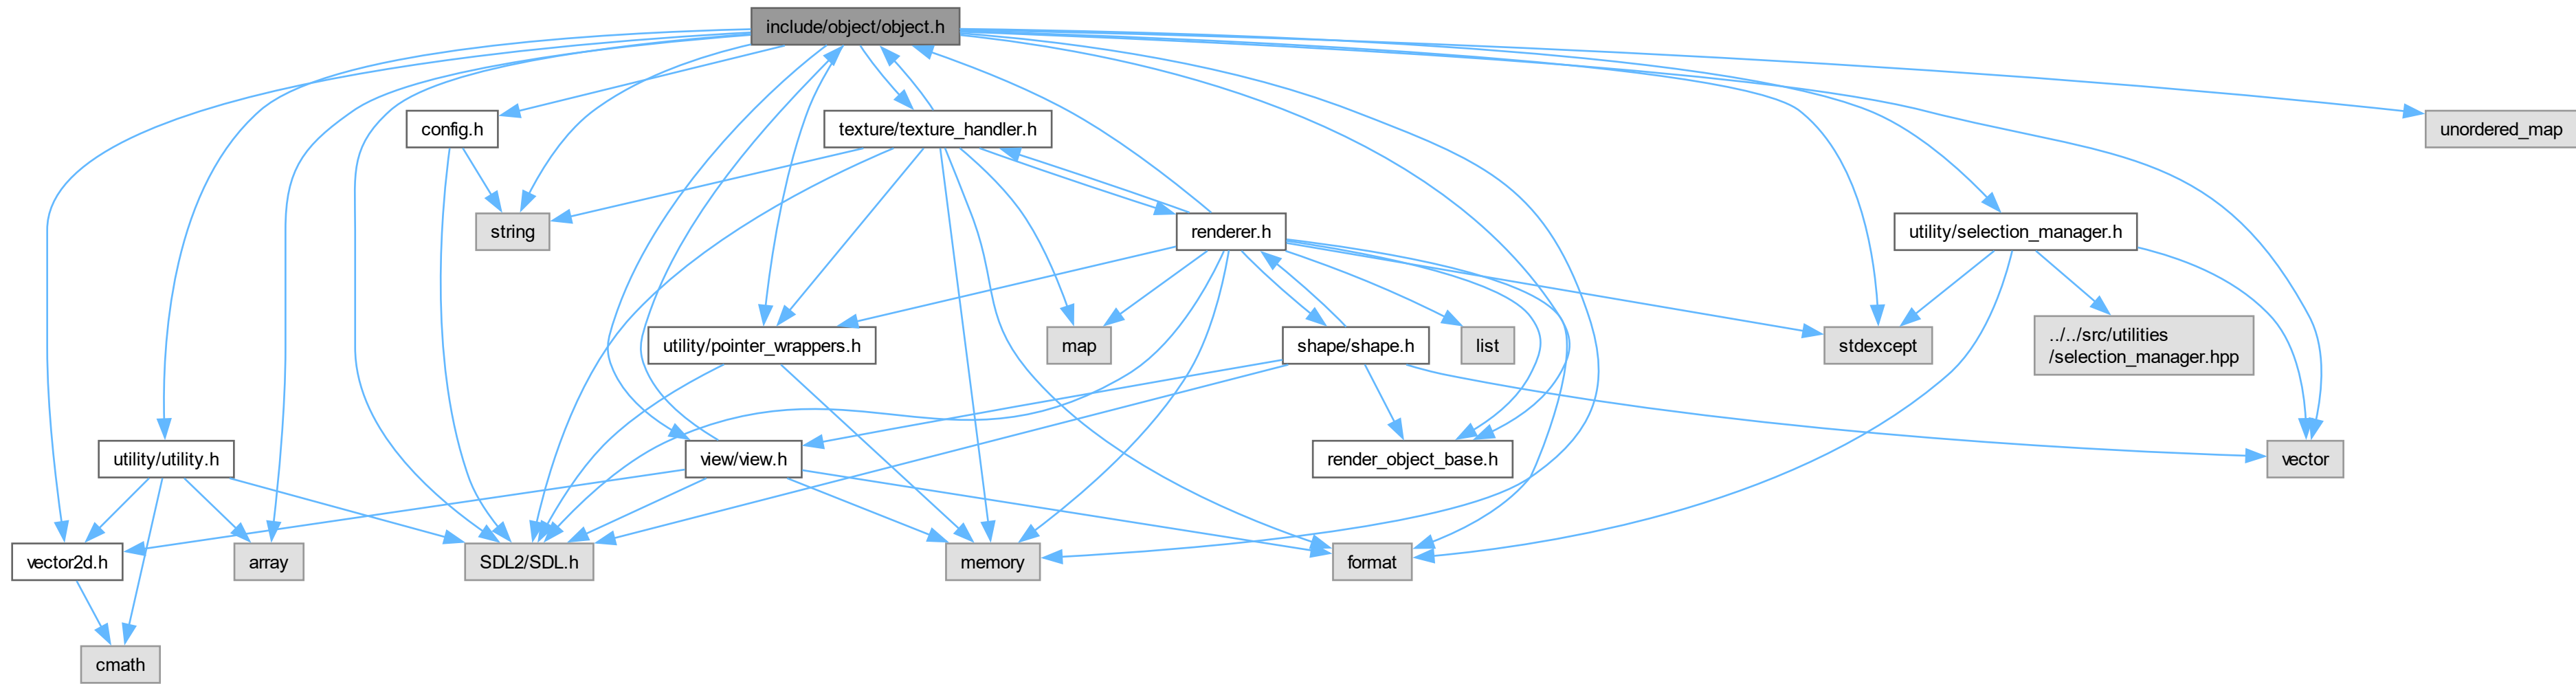 include/object/object.h
config.h
texture/texture_handler.h
unordered_map
string
renderer.h
utility/selection_manager.h
utility/pointer_wrappers.h
map
shape/shape.h
list
stdexcept
../../src/utilities
/selection_manager.hpp
utility/utility.h
view/view.h
render_object_base.h
vector
vector2d.h
array
SDL2/SDL.h
memory
format
cmath